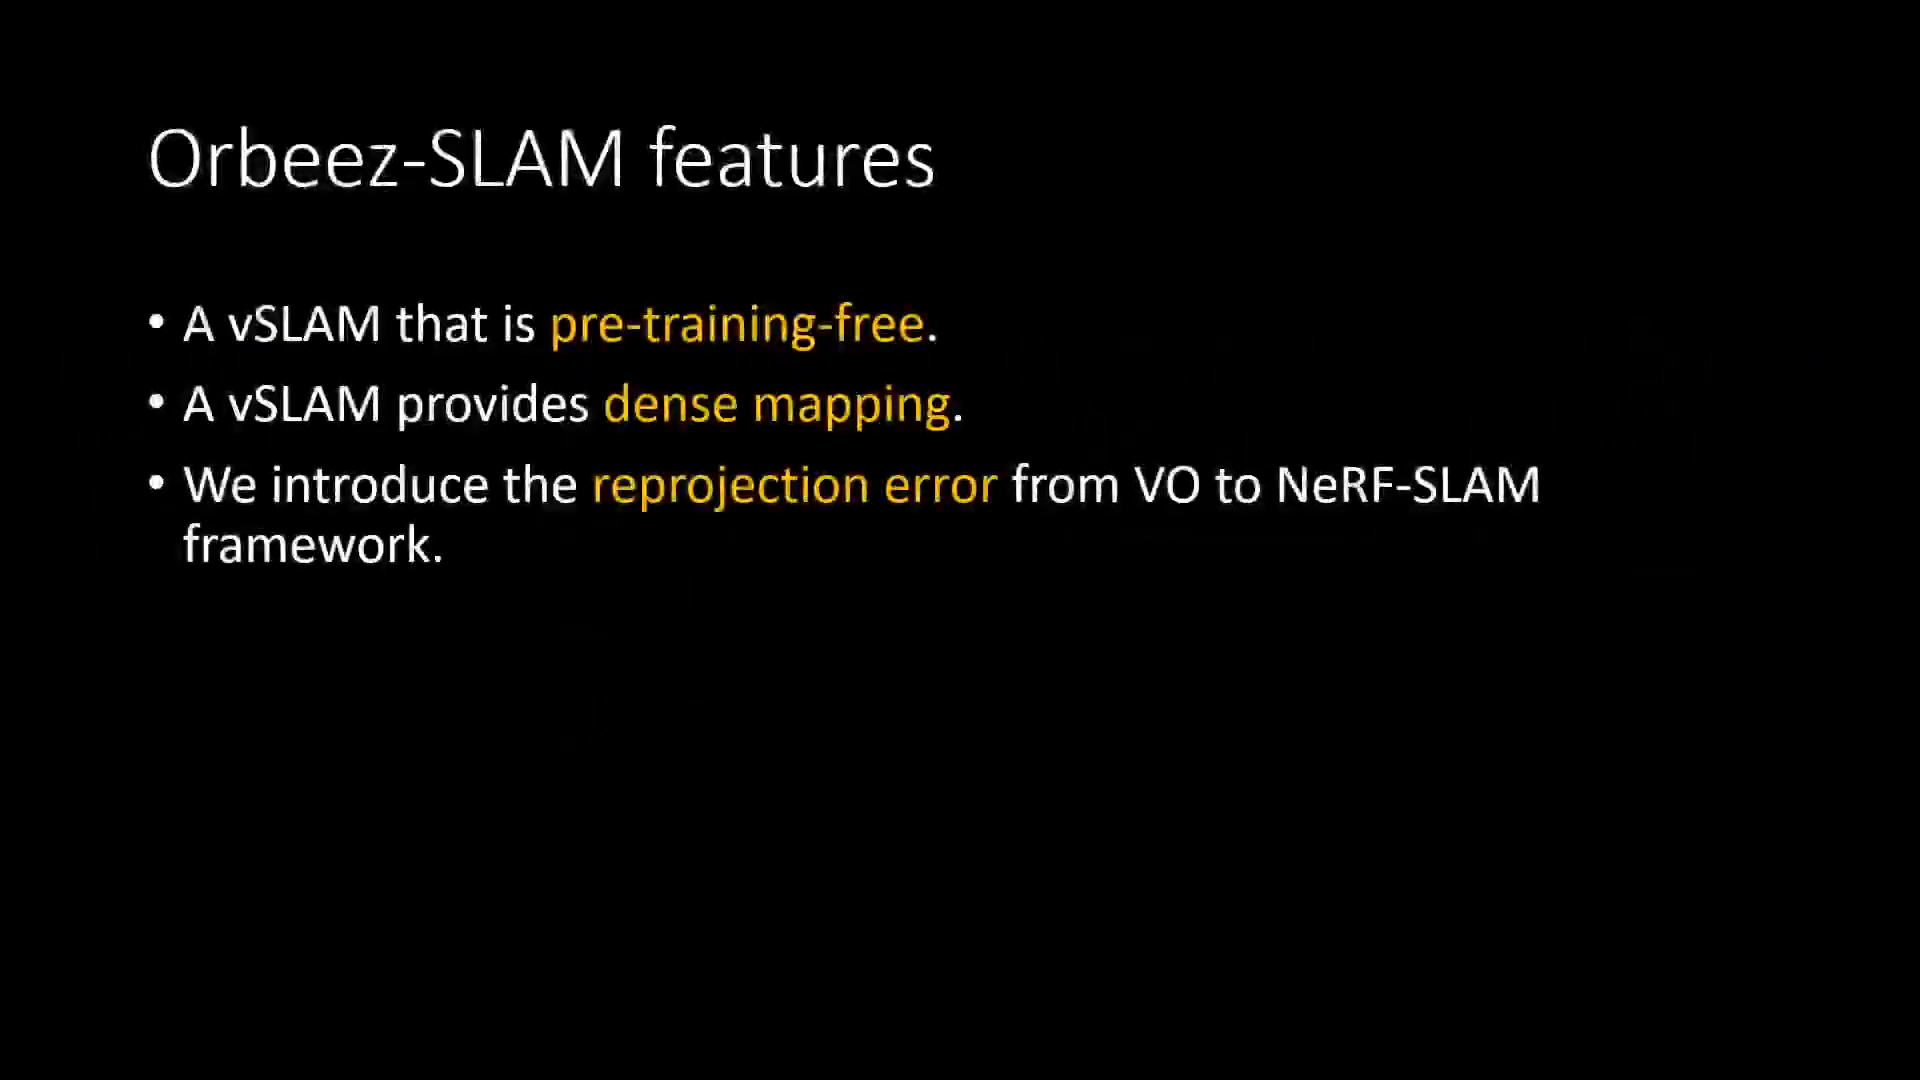 Orbeez-SLAM features
• A vSLAM that is pre-training-free.
• A vSLAM provides dense mapping.
• We introduce the reprojection error from VO to NeRF-SLAM
framework.